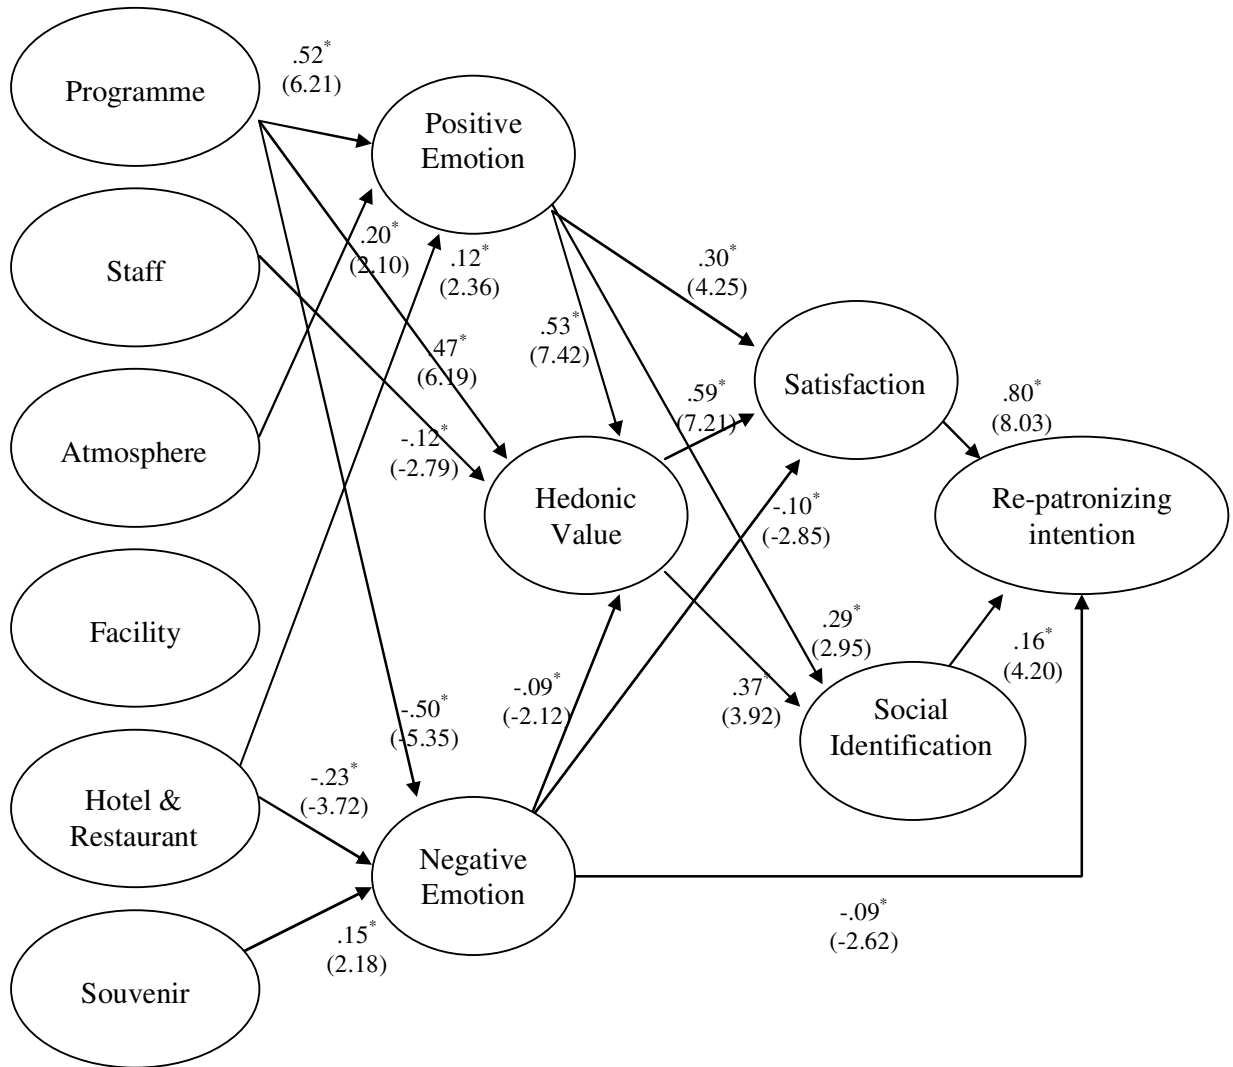 .52*
(6.21)
Programme
Positive
Emotion
.20*
(2.10)
.12*
(2.36)
Staff
.30*
(4.25)
.53*
(7.42)
.47*
(6.19)
Satisfaction
.59*
(7.21)
.80*
(8.03)
Atmosphere
-.12*
(-2.79)
Hedonic
Value
-.10*
(-2.85)
Re-patronizing
intention
Facility
.29*
(2.95)
.16*
(4.20)
-.09*
(-2.12)
.37*
(3.92)
-.50*
(-5.35)
Social
Identification
Hotel &
Restaurant
-.23*
(-3.72)
Negative
Emotion
-.09*
(-2.62)
.15*
(2.18)
Souvenir